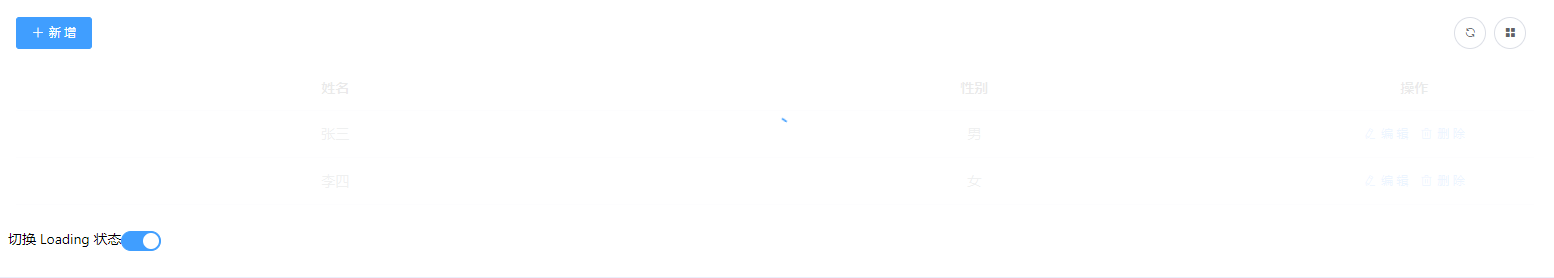 新增
姓名 性别 操作
张三 男 编辑 删除
李四 女 编辑 删除
切换 Loading 状态